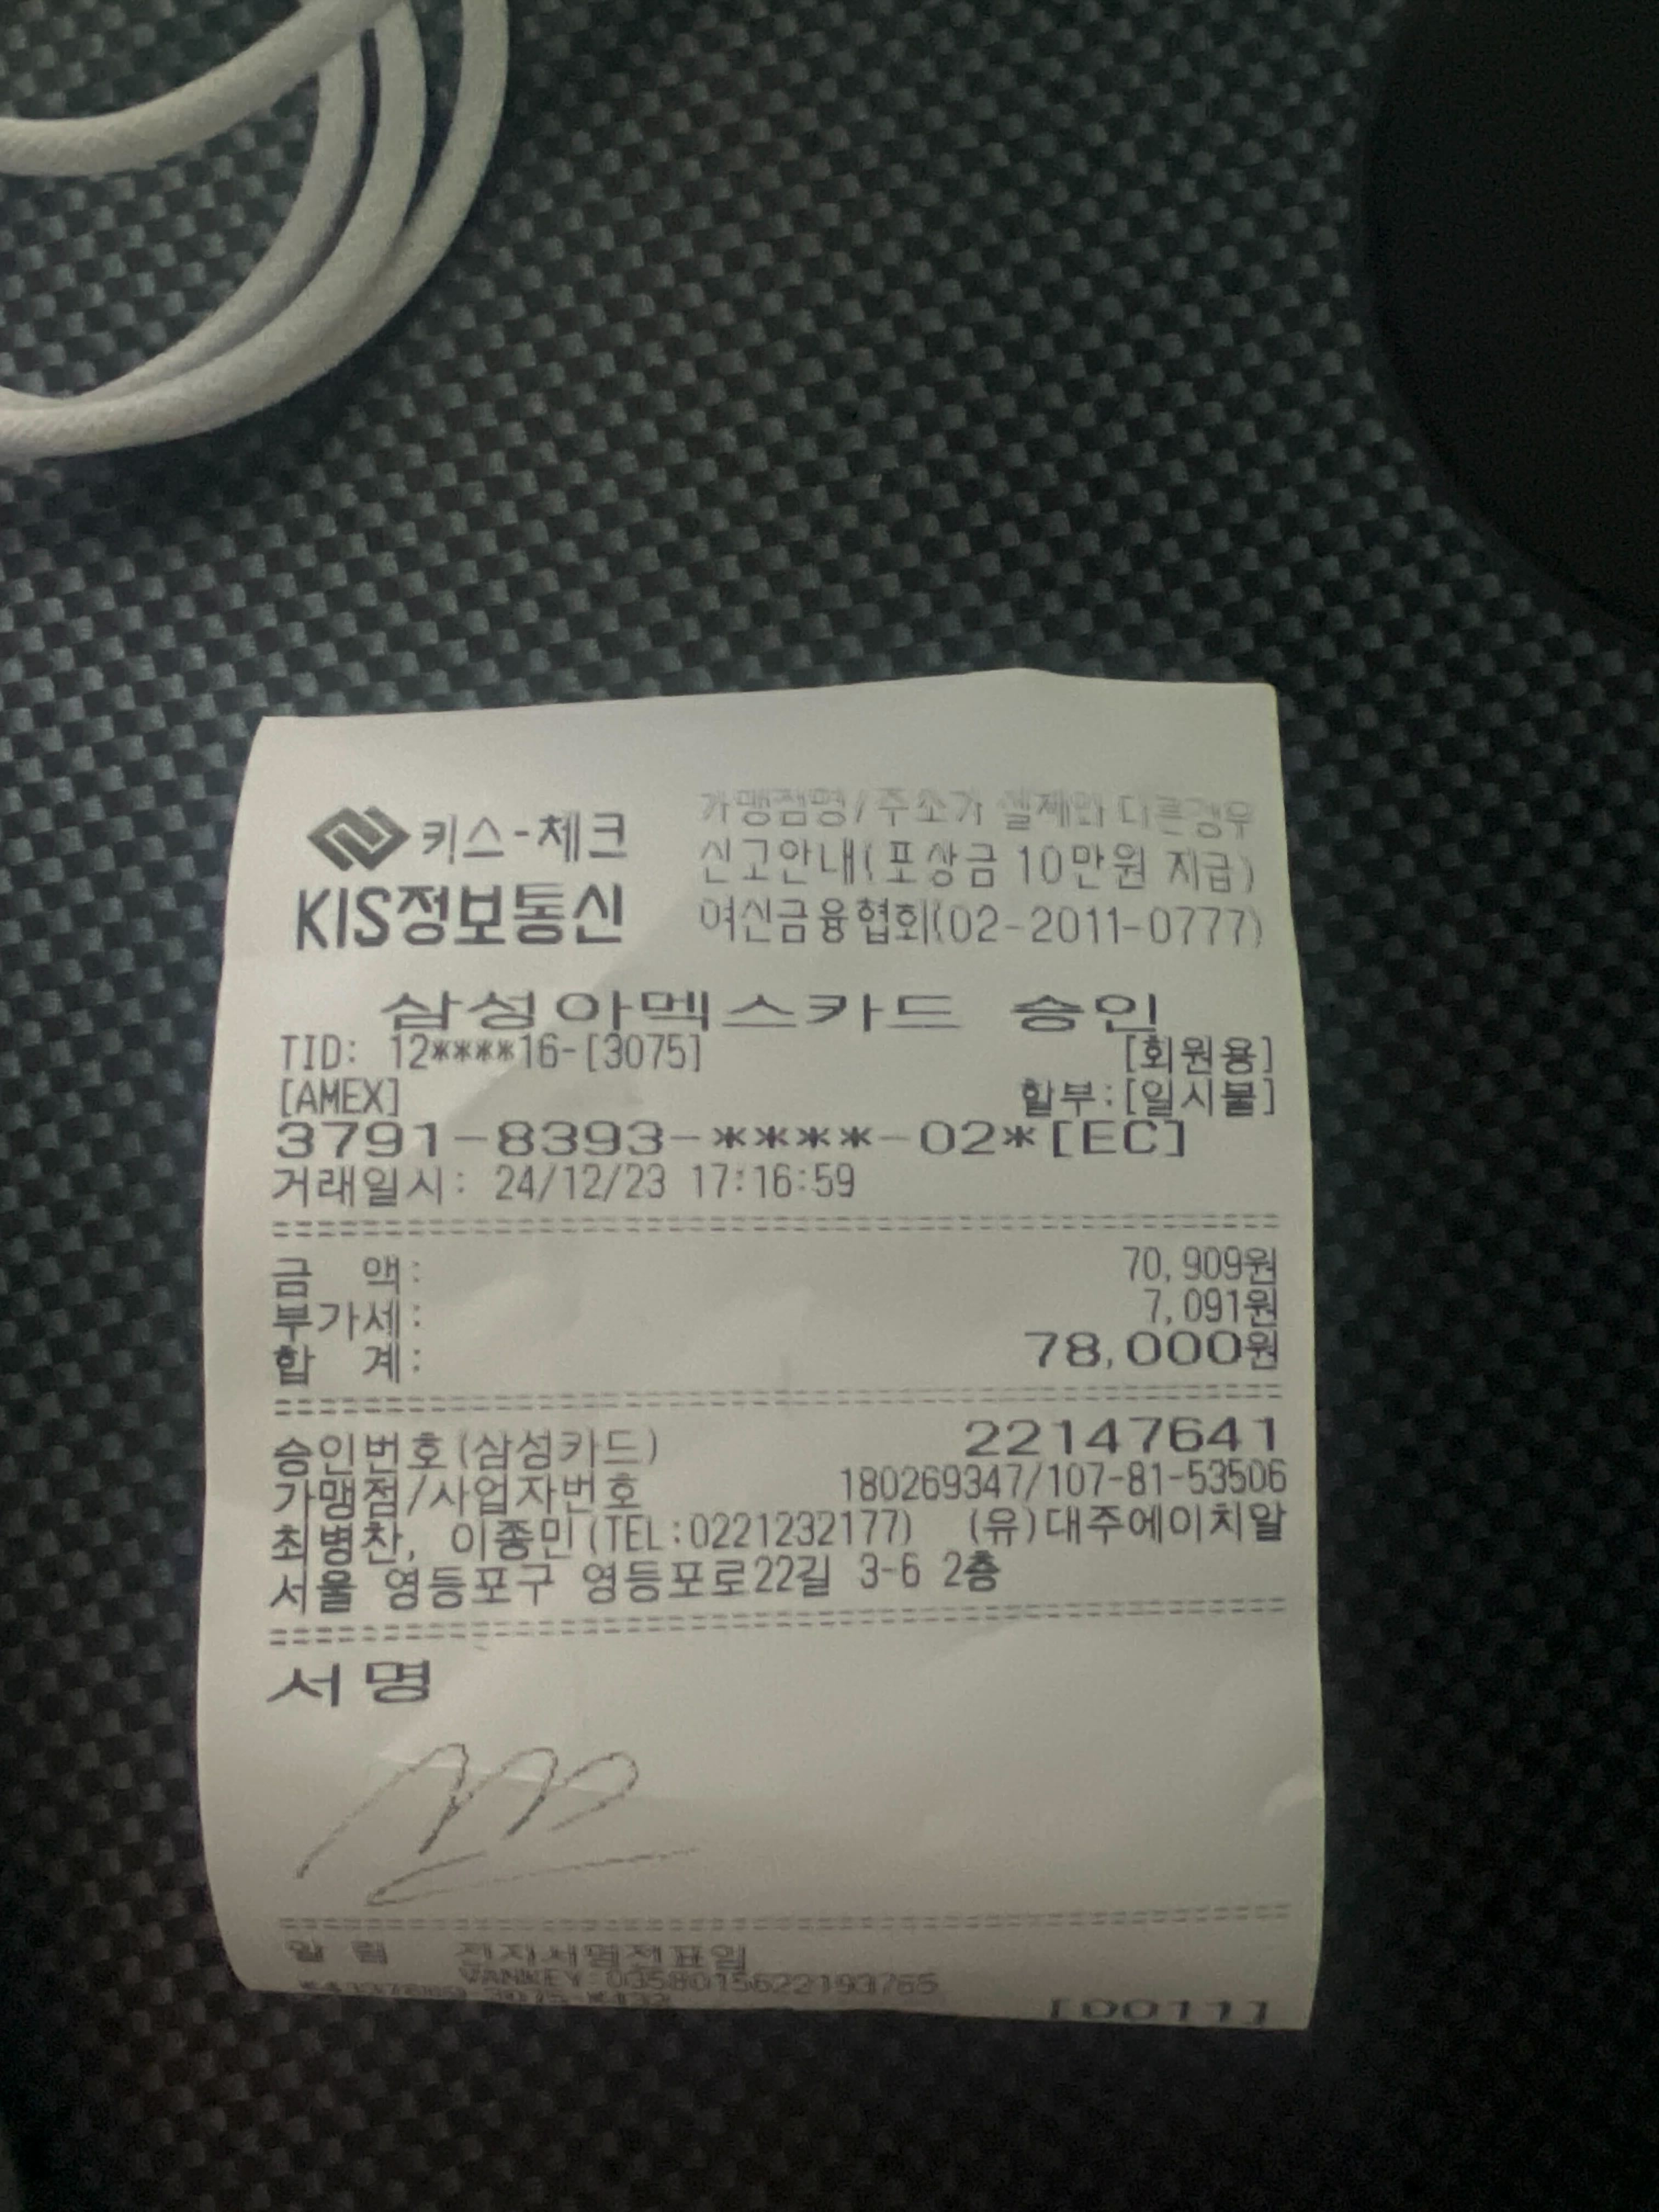 키스-체크
KIS정보통신
가맹점명/주소가 실제와 다른경우
신고안내(포상금 10만원 지급)
여신금융협회(02-2011-0777)
삼성아멕스카드 승인
TID: 12****16-[3075] [회원용]
[AMEX] 할부:[일시불]
3791-8393-****-02*[EC]
거래일시: 24/12/23 17:16:59
금 액: 70,909원
부가세: 7,091원
합 계: 78,000원
승인번호(삼성카드) 22147641
가맹점/사업자번호 180269347/107-81-53506
최병찬, 이종민(TEL:0221232177) (유)대주에이치알
서울 영등포구 영등포로22길 3-6 2층
서명
알 림 전자서명전표임
VANKEY 0358015622193765
[0011]